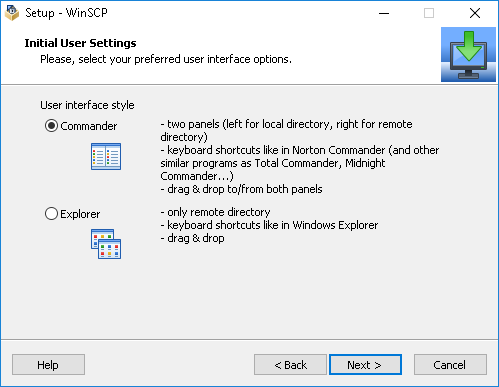 Setup - WinSCP
Initial User Settings
Please, select your preferred user interface options.
User interface style
Commander
- two panels (left for local directory, right for remote
directory)
- keyboard shortcuts like in Norton Commander (and other
similar programs as Total Commander, Midnight
Commander...)
- drag & drop to/from both panels
Explorer
- only remote directory
- keyboard shortcuts like in Windows Explorer
- drag & drop
Help
< Back
Next >
Cancel